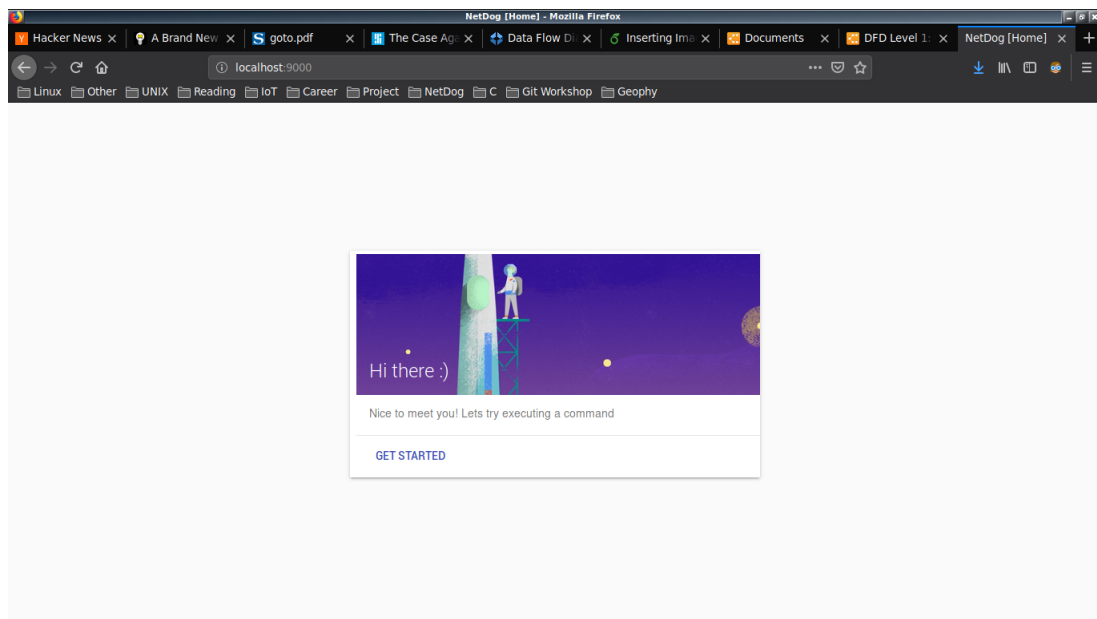 NetDog [Home] - Mozilla Firefox
Hacker News
A Brand New
goto.pdf
The Case Aga
Data Flow Di
Inserting Ima
Documents
DFD Level 1:
NetDog [Home]
localhost:9000
Linux Other UNIX Reading IoT Career Project NetDog C Git Workshop Geophy
Hi there :)
Nice to meet you! Lets try executing a command
GET STARTED